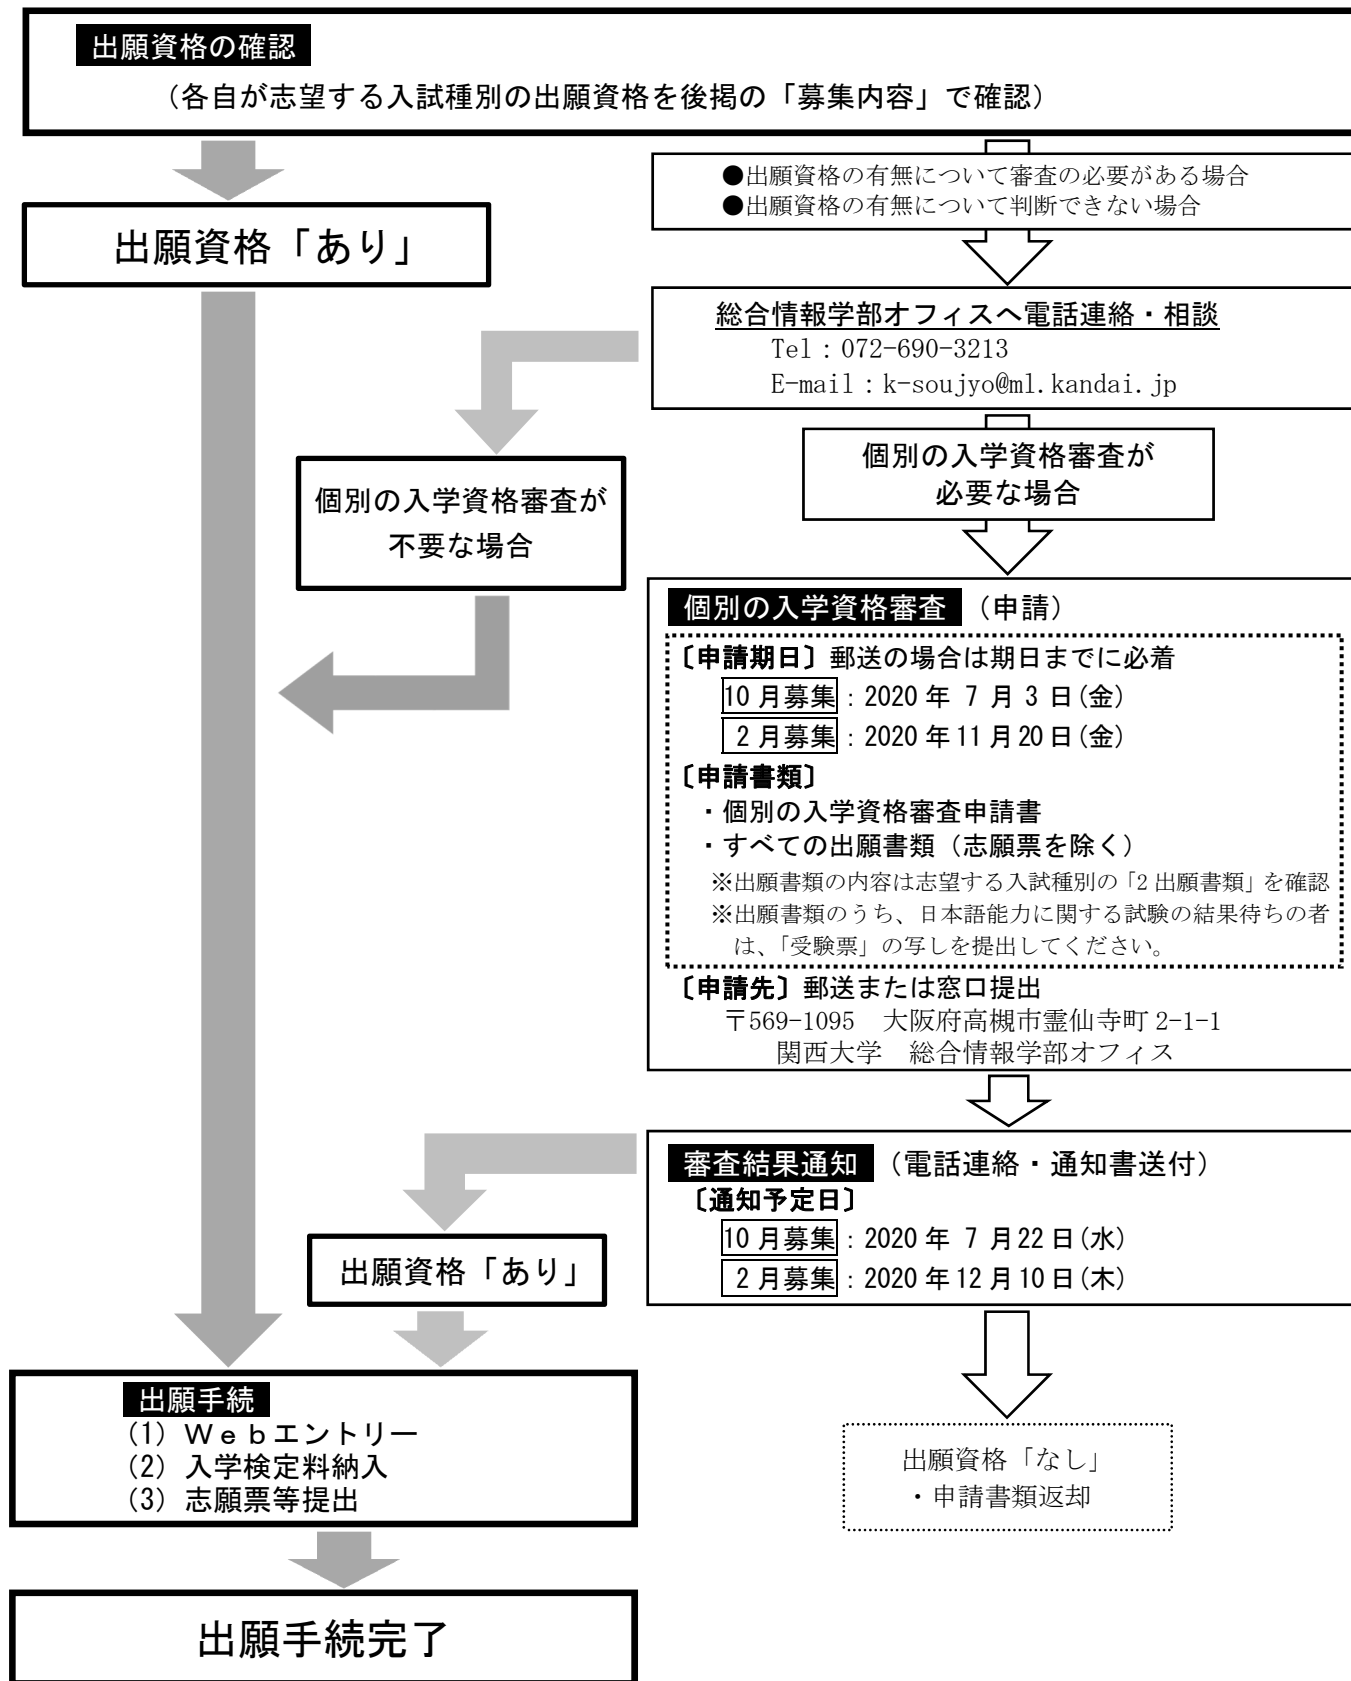 出願資格の確認
(各自が志望する入試種別の出願資格を後掲の「募集内容」で確認)
●出願資格の有無について審査の必要がある場合
●出願資格の有無について判断できない場合
出願資格「あり」
総合情報学部オフィスへ電話連絡・相談
Tel:072-690-3213
E-mail:k-soujyo@ml.kandai.jp
個別の入学資格審査が
必要な場合
個別の入学資格審査が
不要な場合
個別の入学資格審査 (申請)
〔申請期日〕郵送の場合は期日までに必着
10月募集:2020年 7月 3日(金)
2月募集:2020年11月20日(金)
〔申請書類〕
・個別の入学資格審査申請書
・すべての出願書類(志願票を除く)
※出願書類の内容は志望する入試種別の「2出願書類」を確認
※出願書類のうち、日本語能力に関する試験の結果待ちの者
は、「受験票」の写しを提出してください。
〔申請先〕郵送または窓口提出
〒569-1095 大阪府高槻市霊仙寺町2-1-1
関西大学 総合情報学部オフィス
審査結果通知 (電話連絡・通知書送付)
〔通知予定日〕
10月募集:2020年 7月22日(水)
2月募集:2020年12月10日(木)
出願資格「あり」
出願手続
(1) Webエントリー
(2) 入学検定料納入
(3) 志願票等提出
出願資格「なし」
・申請書類返却
出願手続完了